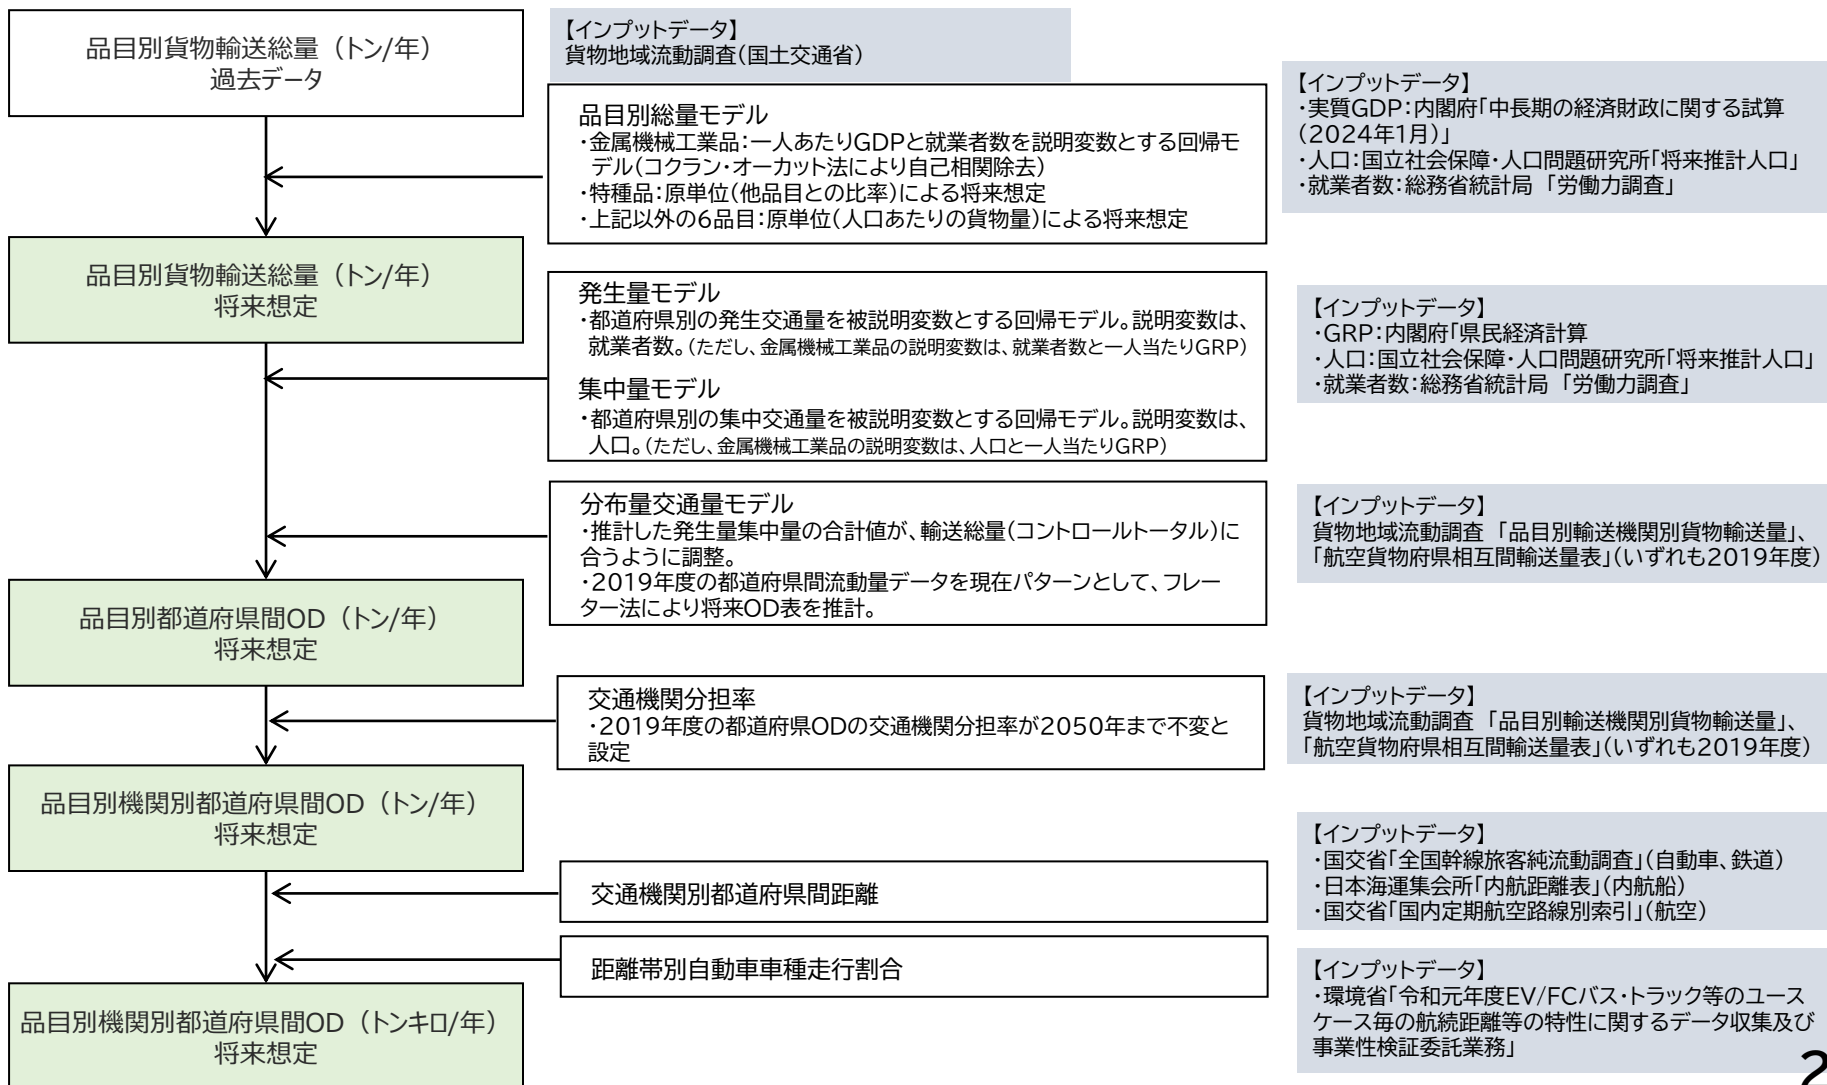 品目別貨物輸送総量（トン/年）
過去データ
【インプットデータ】
貨物地域流動調査(国土交通省)
品目別総量モデル
・金属機械工業品：一人あたりGDPと就業者数を説明変数とする回帰モ
デル(コクラン・オーカット法により自己相関除去)
・特種品：原単位(他品目との比率)による将来想定
・上記以外の6品目：原単位(人口あたりの貨物量)による将来想定
【インプットデータ】
・実質GDP：内閣府「中長期の経済財政に関する試算
(2024年1月)」
・人口：国立社会保障・人口問題研究所「将来推計人口」
・就業者数：総務省統計局 「労働力調査」
品目別貨物輸送総量（トン/年）
将来想定
発生量モデル
・都道府県別の発生交通量を被説明変数とする回帰モデル。説明変数は、
就業者数。(ただし、金属機械工業品の説明変数は、就業者数と一人当たりGRP)
集中量モデル
・都道府県別の集中交通量を被説明変数とする回帰モデル。説明変数は、
人口。(ただし、金属機械工業品の説明変数は、人口と一人当たりGRP)
【インプットデータ】
・GRP：内閣府「県民経済計算
・人口：国立社会保障・人口問題研究所「将来推計人口」
・就業者数：総務省統計局 「労働力調査」
分布量交通量モデル
・推計した発生量集中量の合計値が、輸送総量(コントロールトータル)に
合うように調整。
・2019年度の都道府県間流動量データを現在パターンとして、フレー
ター法により将来OD表を推計。
【インプットデータ】
貨物地域流動調査 「品目別輸送機関別貨物輸送量」、
「航空貨物府県相互間輸送量表」(いずれも2019年度)
品目別都道府県間OD（トン/年）
将来想定
交通機関分担率
・2019年度の都道府県ODの交通機関分担率が2050年まで不変と
設定
【インプットデータ】
貨物地域流動調査 「品目別輸送機関別貨物輸送量」、
「航空貨物府県相互間輸送量表」(いずれも2019年度)
品目別機関別都道府県間OD（トン/年）
将来想定
交通機関別都道府県間距離
【インプットデータ】
・国交省「全国幹線旅客純流動調査」(自動車、鉄道)
・日本海運集会所「内航距離表」(内航船)
・国交省「国内定期航空路線別索引」(航空)
距離帯別自動車車種走行割合
【インプットデータ】
・環境省「令和元年度EV/FCバス・トラック等のユース
ケース毎の航続距離等の特性に関するデータ収集及び
事業性検証委託業務」
品目別機関別都道府県間OD（トンキロ/年）
将来想定